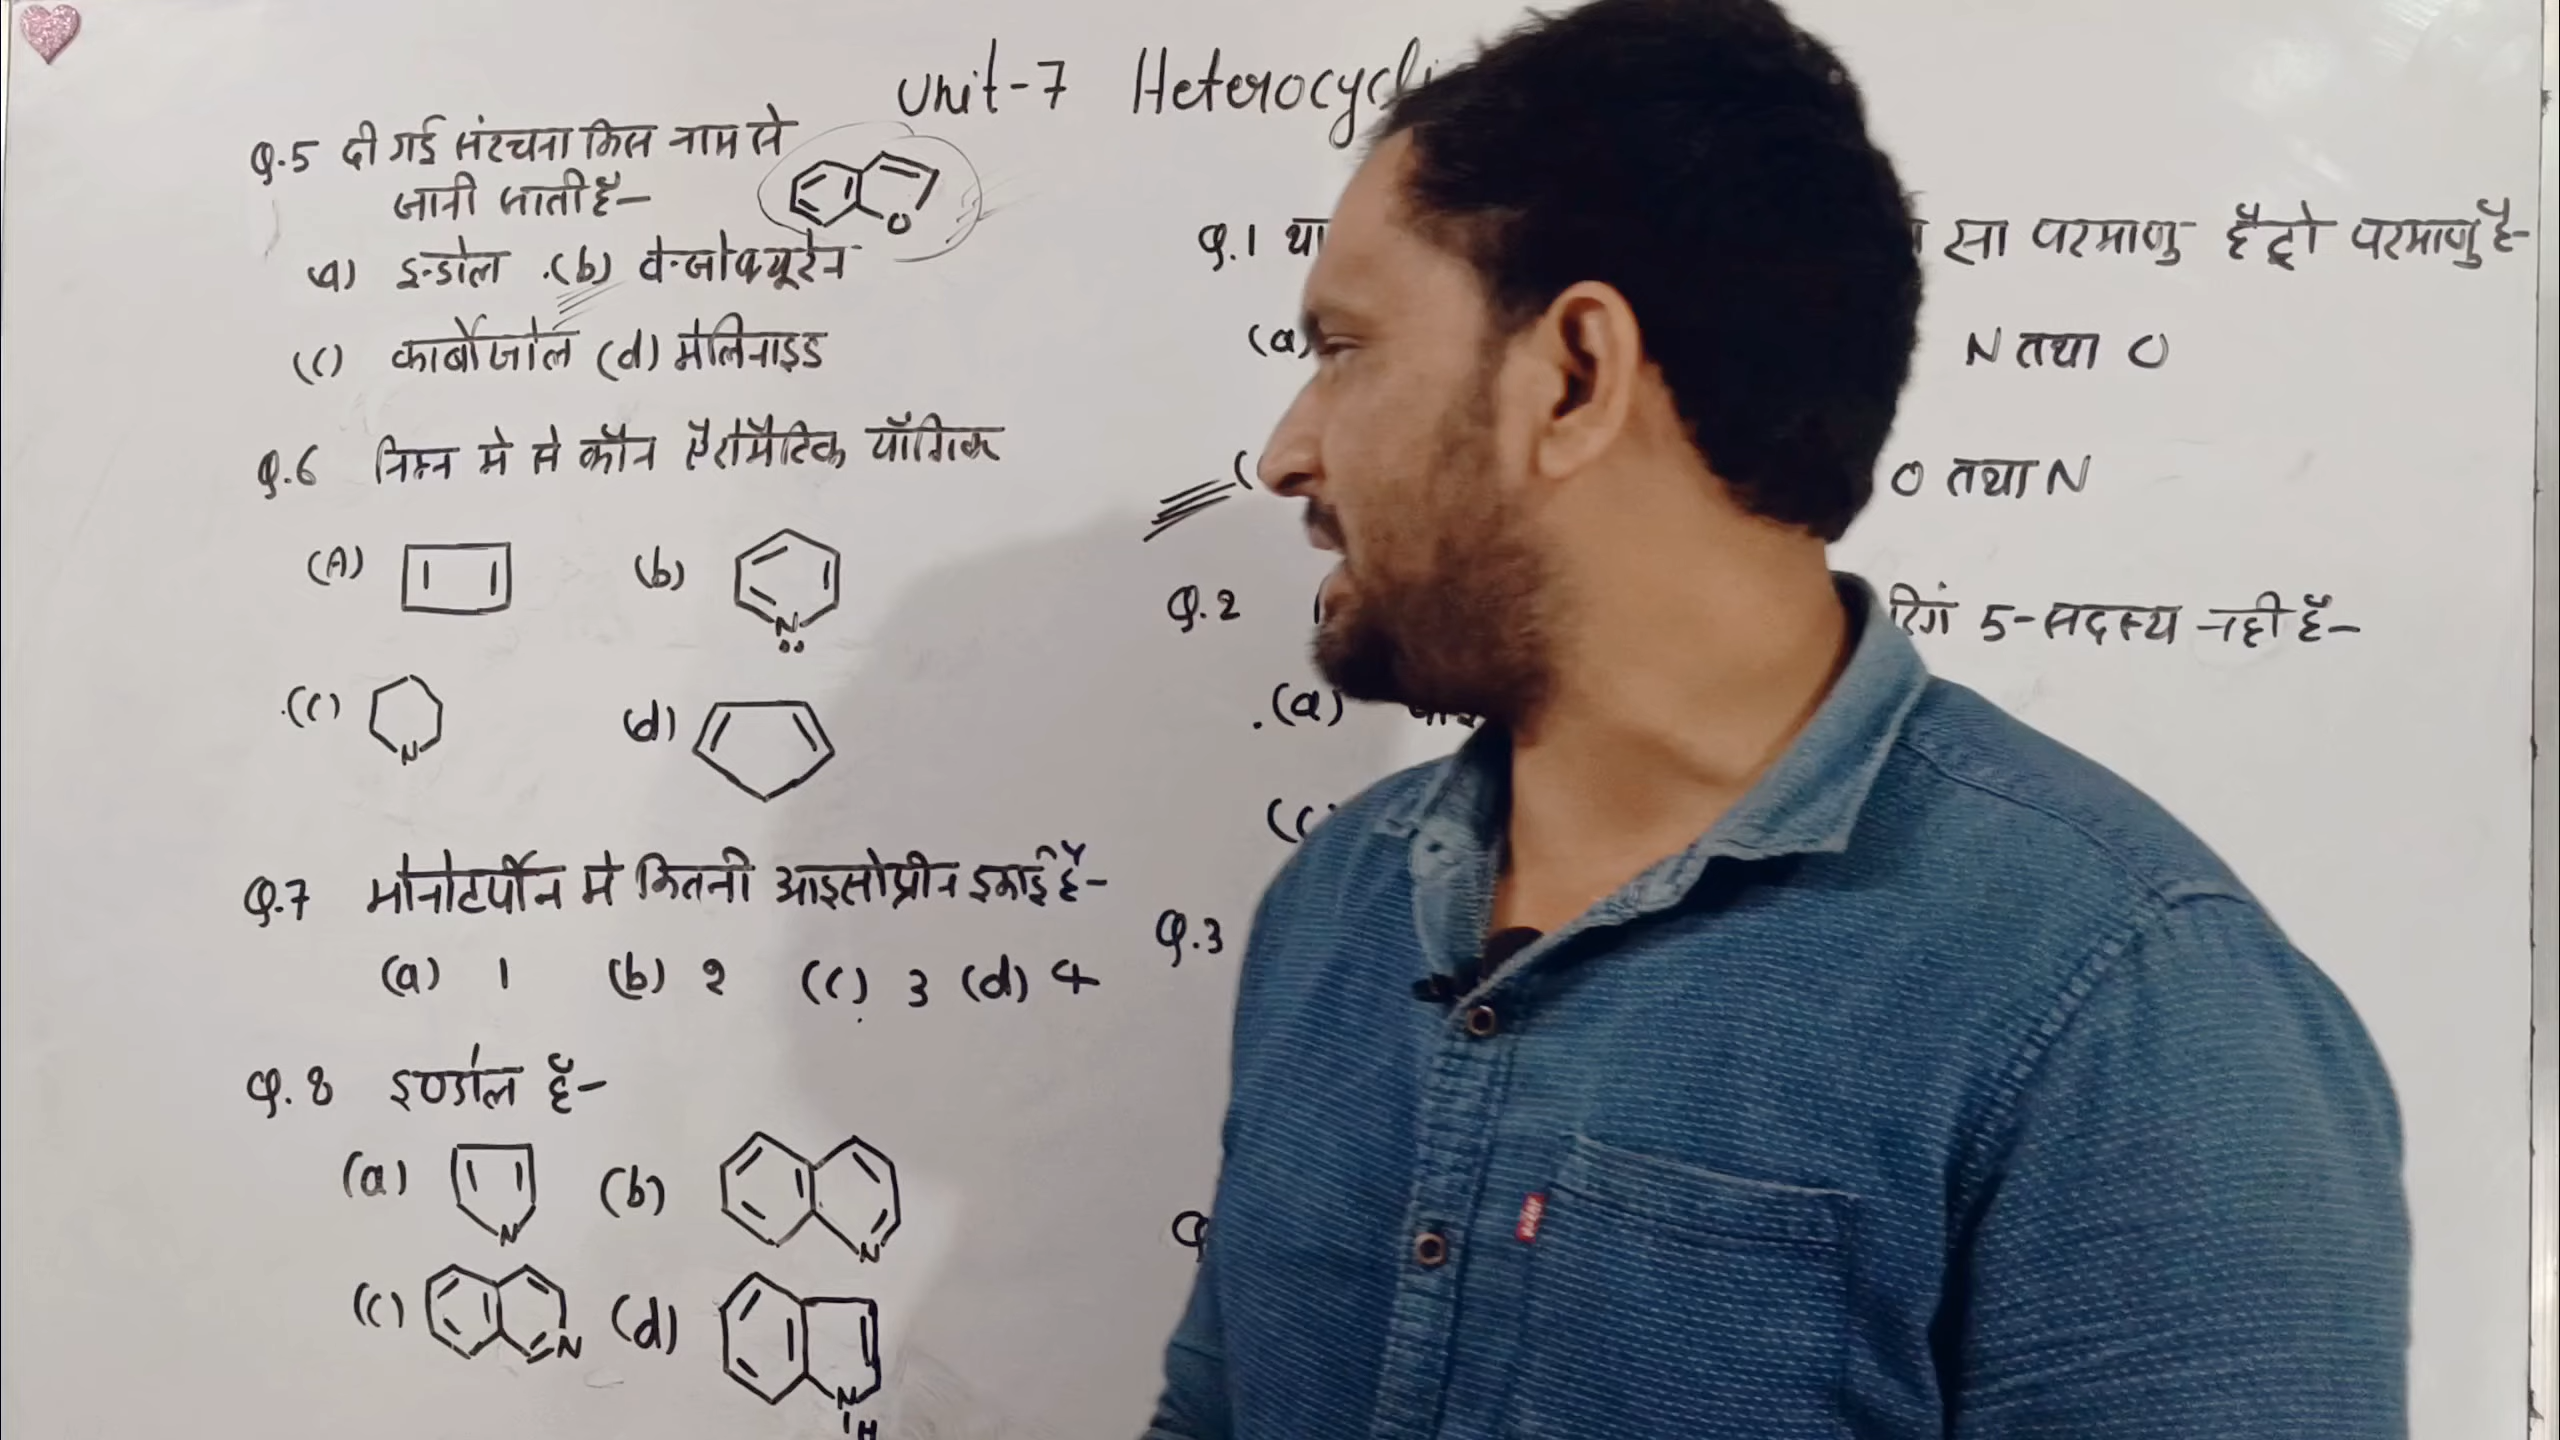 Unit-7 Heterocycli
Q.5 दी गई संरचना किस नाम से
जानी जाती है-
O
(a) इन्डोल (b) वेन्जोफ्यूरेन
(c) कार्बोजोल (d) मेलिनाइड
Q.6 निम्न मे से कौन ऐरोमैटिक यौगिक
(A) (b) N
(c) N (d)
Q.7 मोनोटर्पीन मे कितनी आइसोप्रीन इकाई है-
(a) 1 (b) 2 (c) 3 (d) 4
Q.8 इण्डोल है-
(a) N (b) N
(c) N (d) N H
Q.1 सा परमाणु है दो परमाणु है-
(a) N तथा O
O तथा N
Q.2 5-सदस्य नही है-
(a)
(c)
Q.3
Q